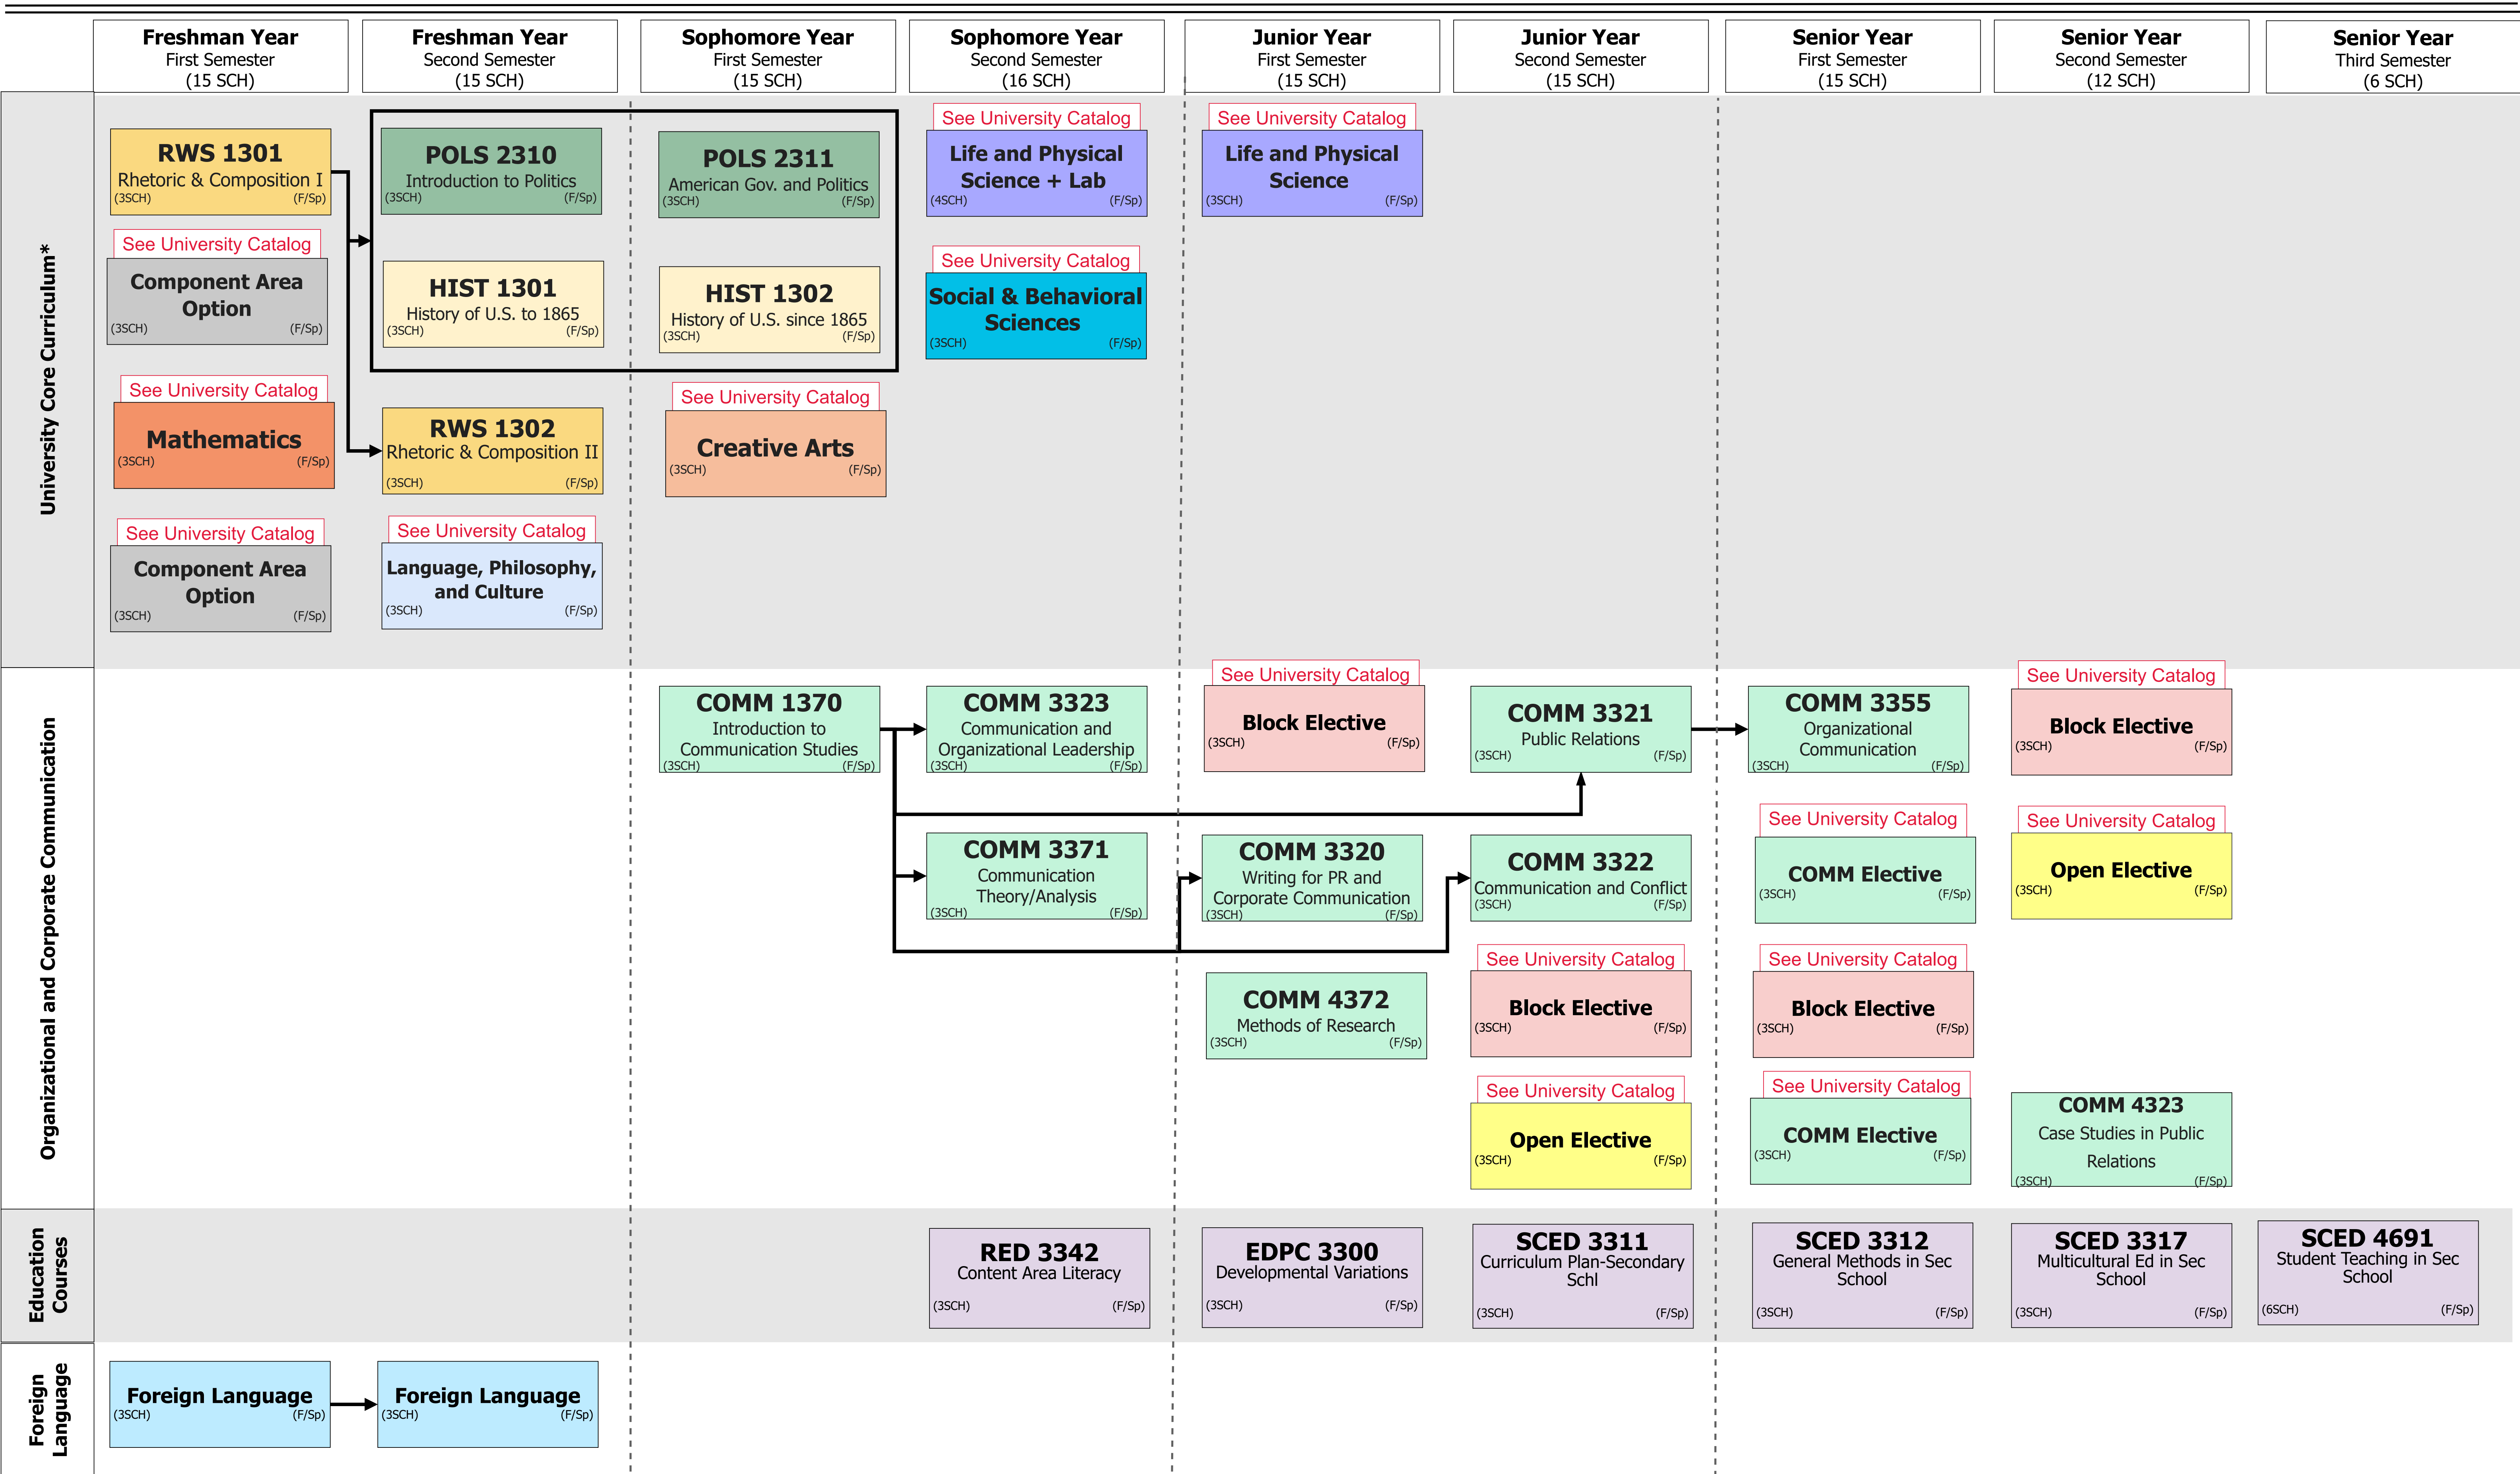 Freshman Year
First Semester
(15 SCH)
Freshman Year
Second Semester
(15 SCH)
Sophomore Year
First Semester
(15 SCH)
Sophomore Year
Second Semester
(16 SCH)
Junior Year
First Semester
(15 SCH)
Junior Year
Second Semester
(15 SCH)
Senior Year
First Semester
(15 SCH)
Senior Year
Second Semester
(12 SCH)
Senior Year
Third Semester
(6 SCH)
University Core Curriculum*
RWS 1301
Rhetoric & Composition I
(3SCH) (F/Sp)
See University Catalog
Component Area
Option
(3SCH) (F/Sp)
See University Catalog
Mathematics
(3SCH) (F/Sp)
See University Catalog
Component Area
Option
(3SCH) (F/Sp)
POLS 2310
Introduction to Politics
(3SCH) (F/Sp)
HIST 1301
History of U.S. to 1865
(3SCH) (F/Sp)
RWS 1302
Rhetoric & Composition II
(3SCH) (F/Sp)
See University Catalog
Language, Philosophy,
and Culture
(3SCH) (F/Sp)
POLS 2311
American Gov. and Politics
(3SCH) (F/Sp)
HIST 1302
History of U.S. since 1865
(3SCH) (F/Sp)
See University Catalog
Creative Arts
(3SCH) (F/Sp)
See University Catalog
Life and Physical
Science + Lab
(4SCH) (F/Sp)
See University Catalog
Social & Behavioral
Sciences
(3SCH) (F/Sp)
See University Catalog
Life and Physical
Science
(3SCH) (F/Sp)
Organizational and Corporate Communication
COMM 1370
Introduction to
Communication Studies
(3SCH) (F/Sp)
COMM 3323
Communication and
Organizational Leadership
(3SCH) (F/Sp)
COMM 3371
Communication
Theory/Analysis
(3SCH) (F/Sp)
See University Catalog
Block Elective
(3SCH) (F/Sp)
COMM 3320
Writing for PR and
Corporate Communication
(3SCH) (F/Sp)
COMM 4372
Methods of Research
(3SCH) (F/Sp)
COMM 3321
Public Relations
(3SCH) (F/Sp)
COMM 3322
Communication and Conflict
(3SCH) (F/Sp)
See University Catalog
Block Elective
(3SCH) (F/Sp)
See University Catalog
Open Elective
(3SCH) (F/Sp)
COMM 3355
Organizational
Communication
(3SCH) (F/Sp)
See University Catalog
COMM Elective
(3SCH) (F/Sp)
See University Catalog
Block Elective
(3SCH) (F/Sp)
See University Catalog
COMM Elective
(3SCH) (F/Sp)
See University Catalog
Block Elective
(3SCH) (F/Sp)
See University Catalog
Open Elective
(3SCH) (F/Sp)
COMM 4323
Case Studies in Public
Relations
(3SCH) (F/Sp)
Education
Courses
RED 3342
Content Area Literacy
(3SCH) (F/Sp)
EDPC 3300
Developmental Variations
(3SCH) (F/Sp)
SCED 3311
Curriculum Plan-Secondary
Schl
(3SCH) (F/Sp)
SCED 3312
General Methods in Sec
School
(3SCH) (F/Sp)
SCED 3317
Multicultural Ed in Sec
School
(3SCH) (F/Sp)
SCED 4691
Student Teaching in Sec
School
(6SCH) (F/Sp)
Foreign
Language
Foreign Language
(3SCH) (F/Sp)
Foreign Language
(3SCH) (F/Sp)